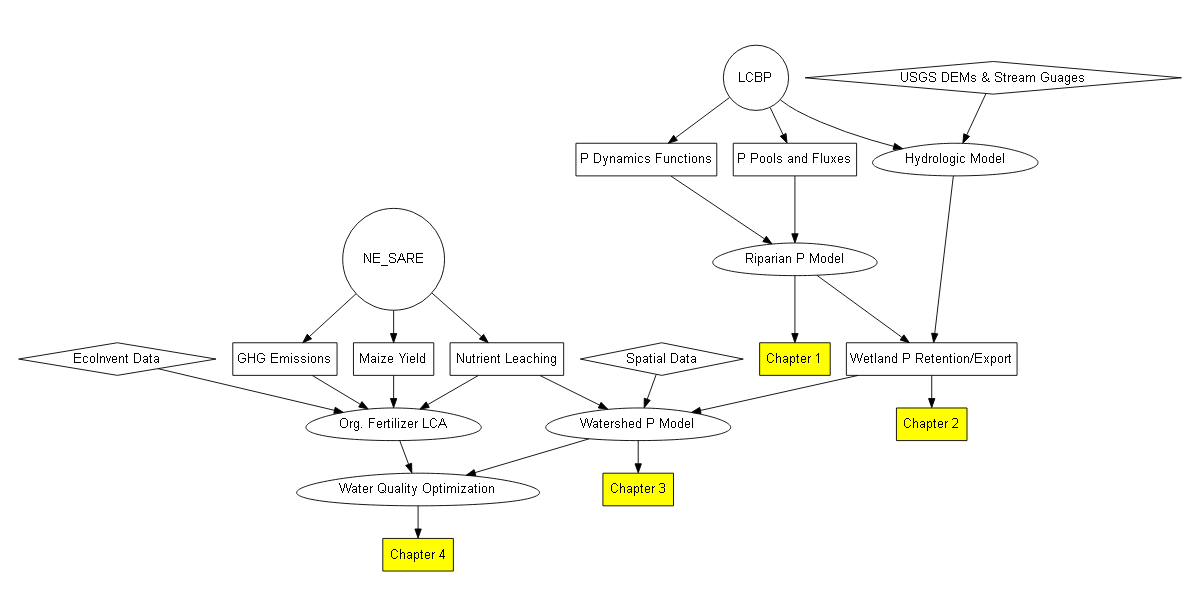 LCBP
USGS DEMs & Stream Guages
P Dynamics Functions
P Pools and Fluxes
Hydrologic Model
NE_SARE
Riparian P Model
EcoInvent Data
GHG Emissions
Maize Yield
Nutrient Leaching
Spatial Data
Chapter 1
Wetland P Retention/Export
Org. Fertilizer LCA
Watershed P Model
Chapter 2
Water Quality Optimization
Chapter 3
Chapter 4